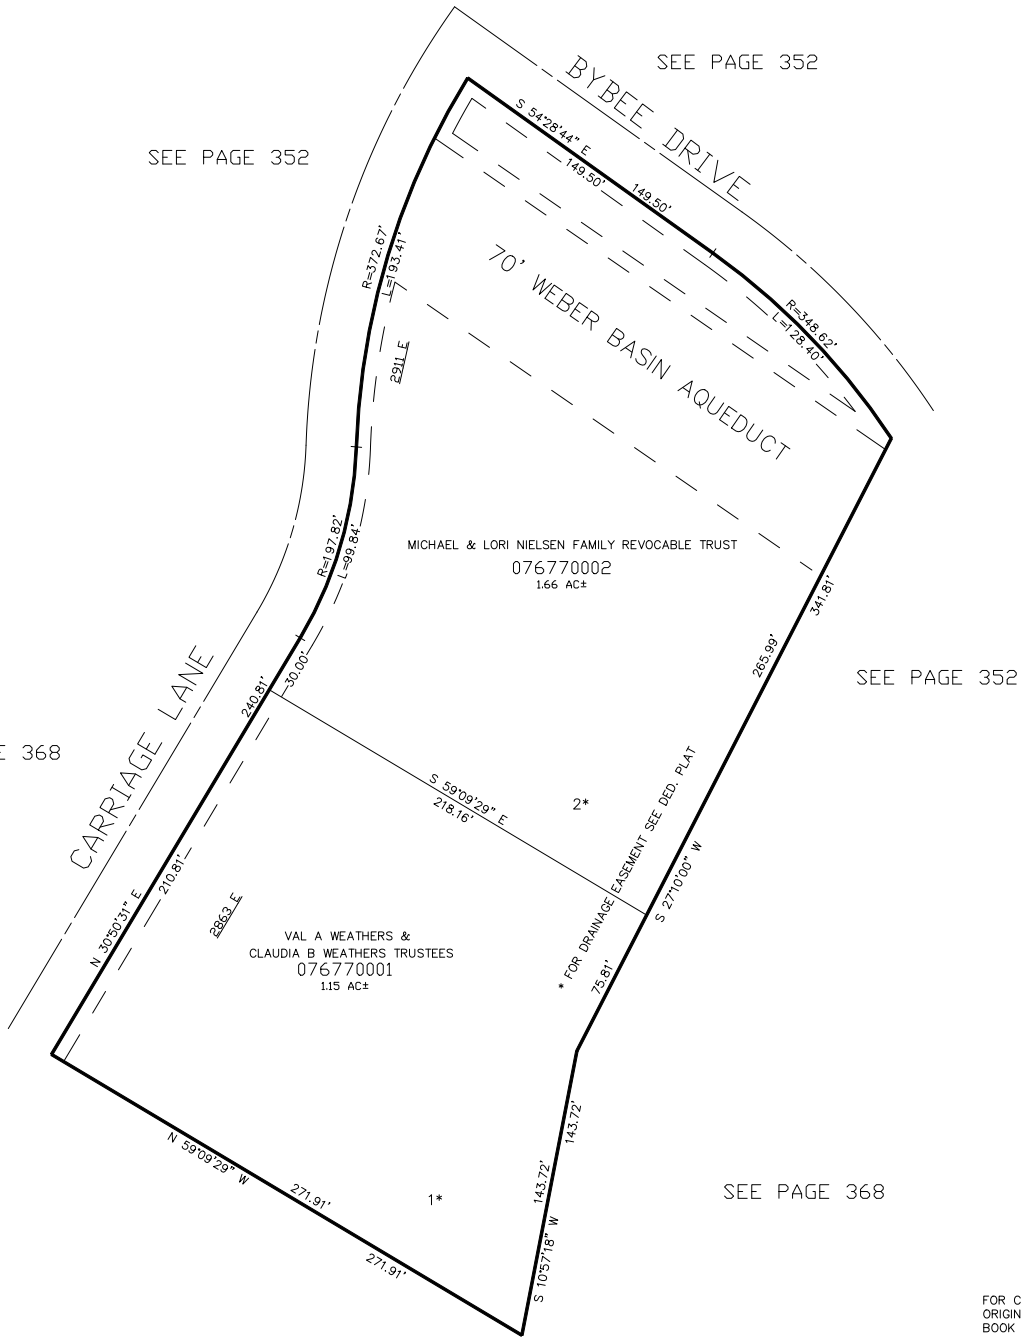 SEE PAGE 352
BYBEE DRIVE
SEE PAGE 352
S 54°28'44" E
149.50'
149.50'
R=372.67'
L=193.41'
70' WEBER BASIN AQUEDUCT
R=348.62'
L=128.40'
2911 E
MICHAEL & LORI NIELSEN FAMILY REVOCABLE TRUST
076770002
1.66 AC±
R=197.82'
L=99.84'
341.81'
265.99'
SEE PAGE 352
30.00'
240.81'
CARRIAGE LANE
E 368
S 59°09'29" E
218.16'
2*
* FOR DRAINAGE EASEMENT SEE DED. PLAT
S 27°10'00" W
210.81'
N 30°50'31" E
2863 E
VAL A WEATHERS &
CLAUDIA B WEATHERS TRUSTEES
076770001
1.15 AC±
75.81'
143.72'
143.72'
S 10°57'18" W
N 59°09'29" W
271.91'
271.91'
1*
SEE PAGE 368
FOR C
ORIGIN
BOOK